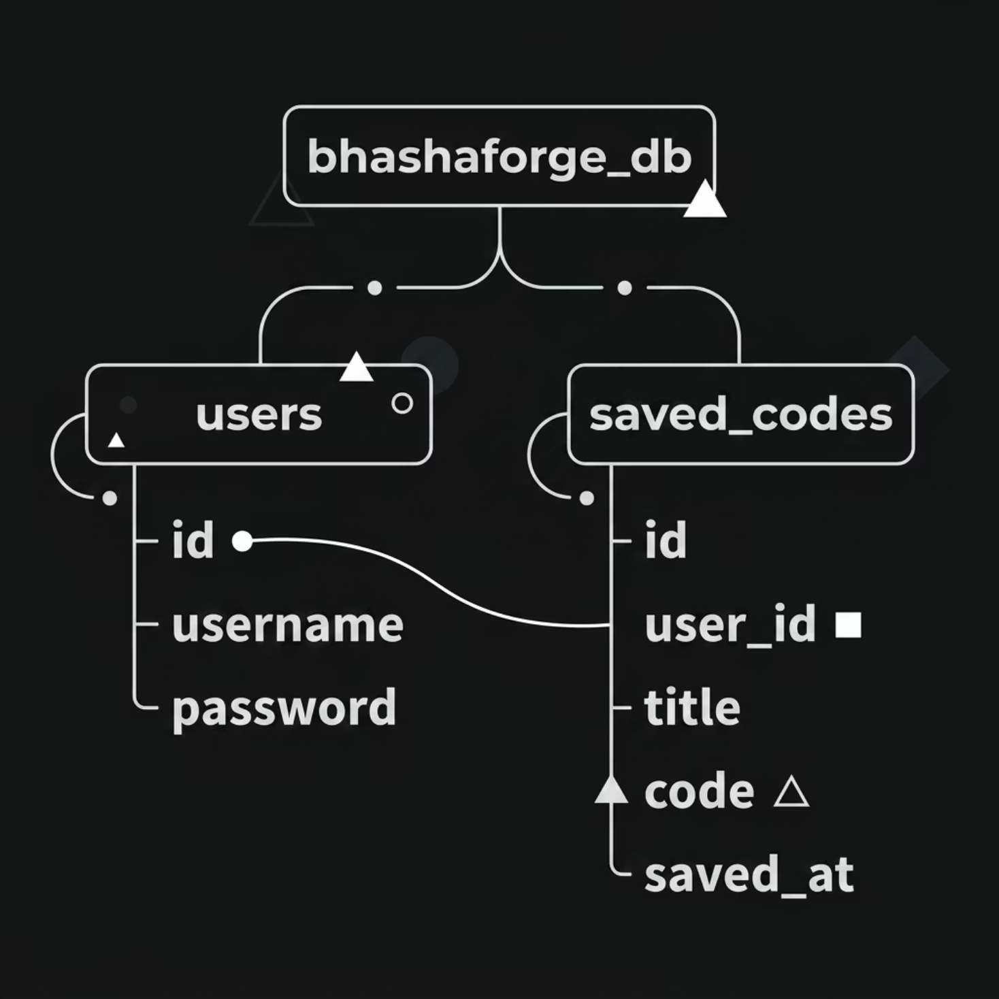 bhashaforge_db
users
id
username
password
saved_codes
id
user_id
title
code
saved_at